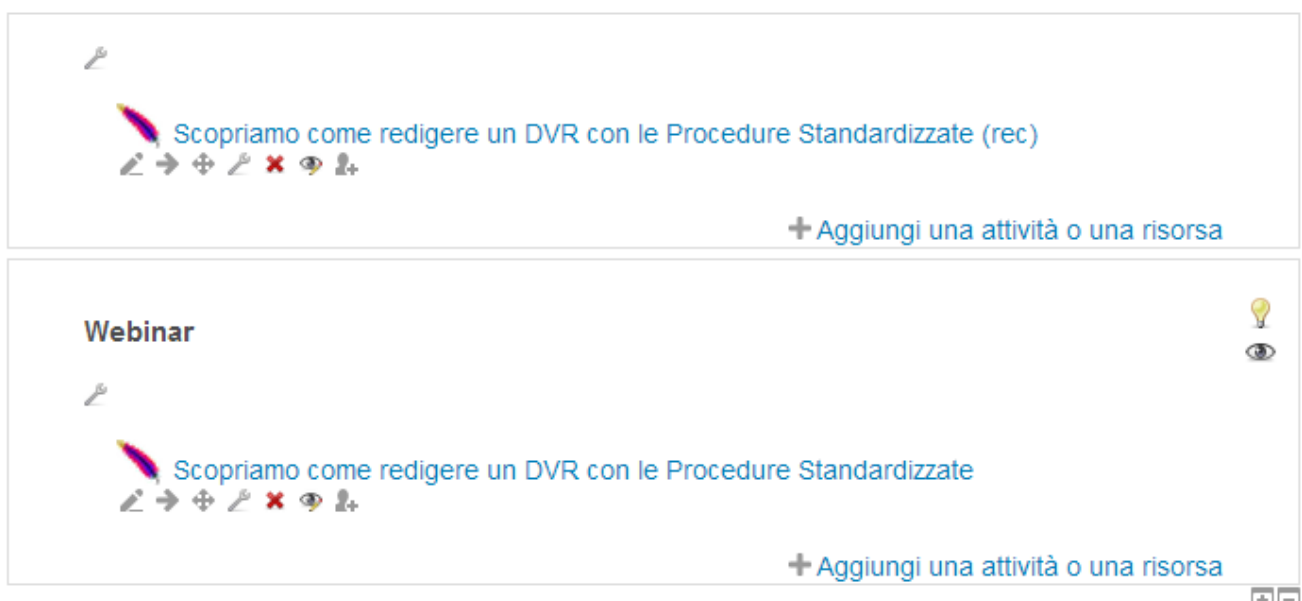 Scopriamo come redigere un DVR con le Procedure Standardizzate (rec)
Aggiungi una attività o una risorsa
Webinar
Scopriamo come redigere un DVR con le Procedure Standardizzate
Aggiungi una attività o una risorsa